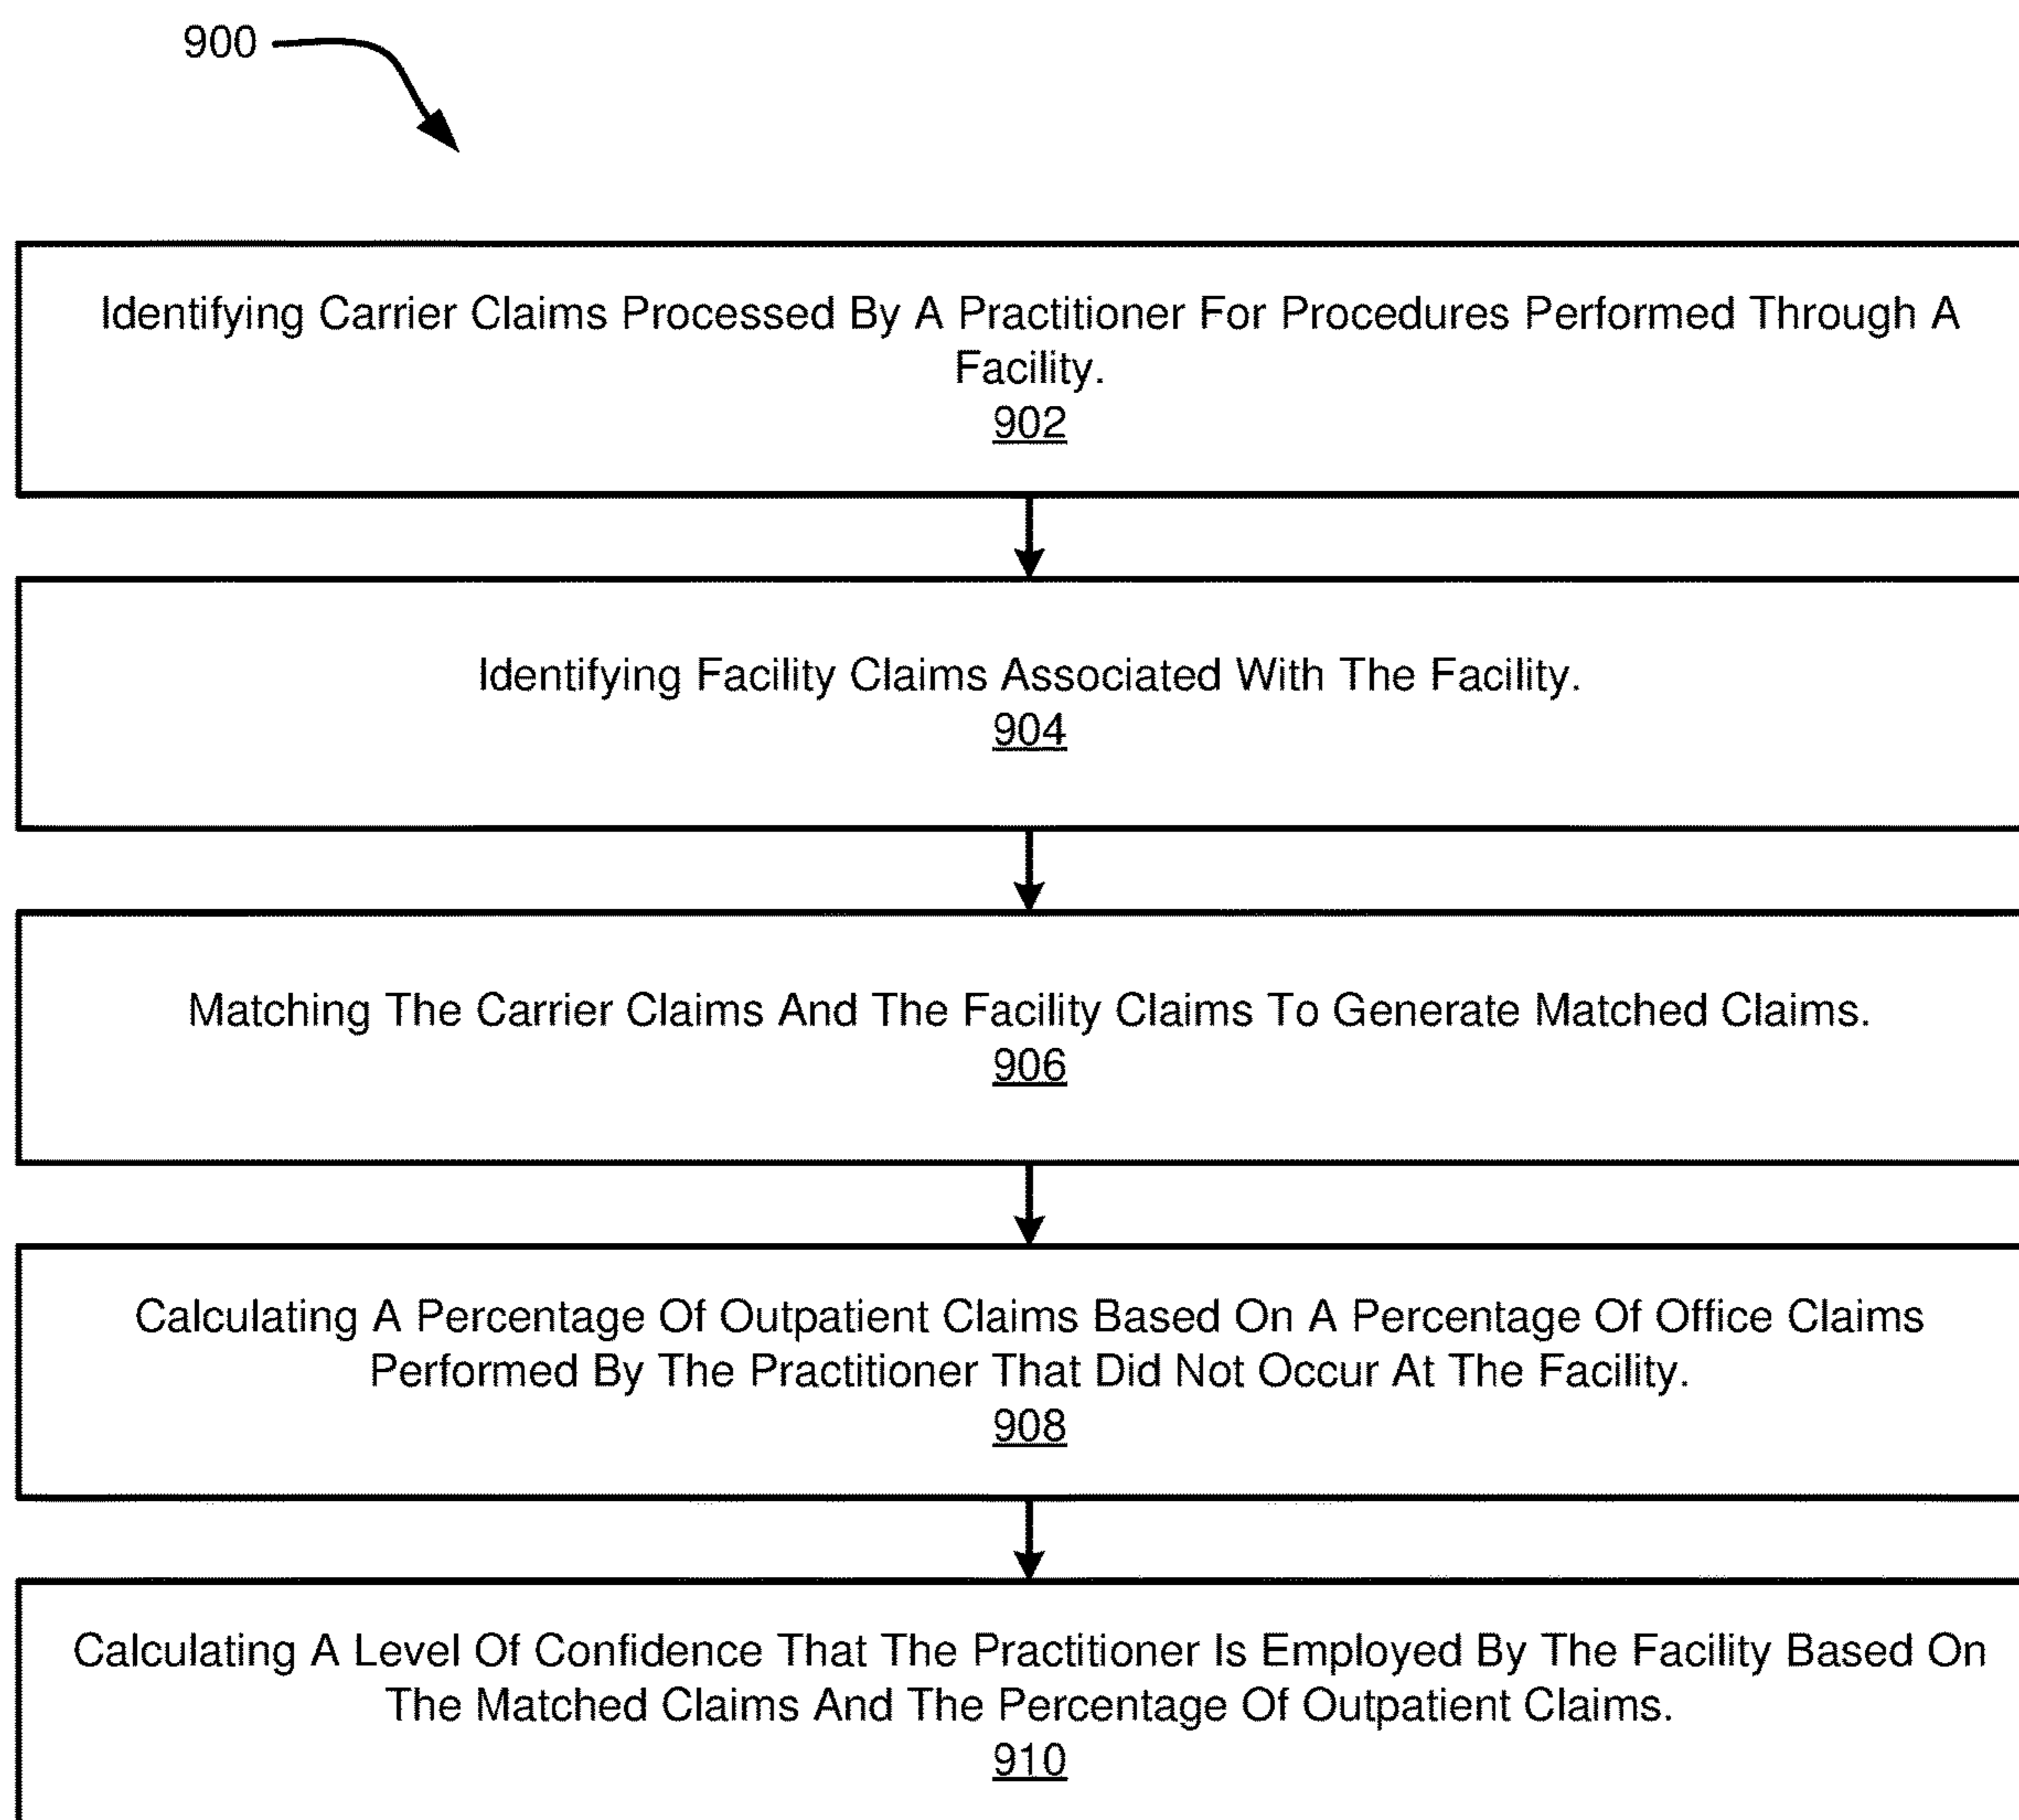 900
Identifying Carrier Claims Processed By A Practitioner For Procedures Performed Through A
Facility.
902
Identifying Facility Claims Associated With The Facility.
904
Matching The Carrier Claims And The Facility Claims To Generate Matched Claims.
906
Calculating A Percentage Of Outpatient Claims Based On A Percentage Of Office Claims
Performed By The Practitioner That Did Not Occur At The Facility.
908
Calculating A Level Of Confidence That The Practitioner Is Employed By The Facility Based On
The Matched Claims And The Percentage Of Outpatient Claims.
910